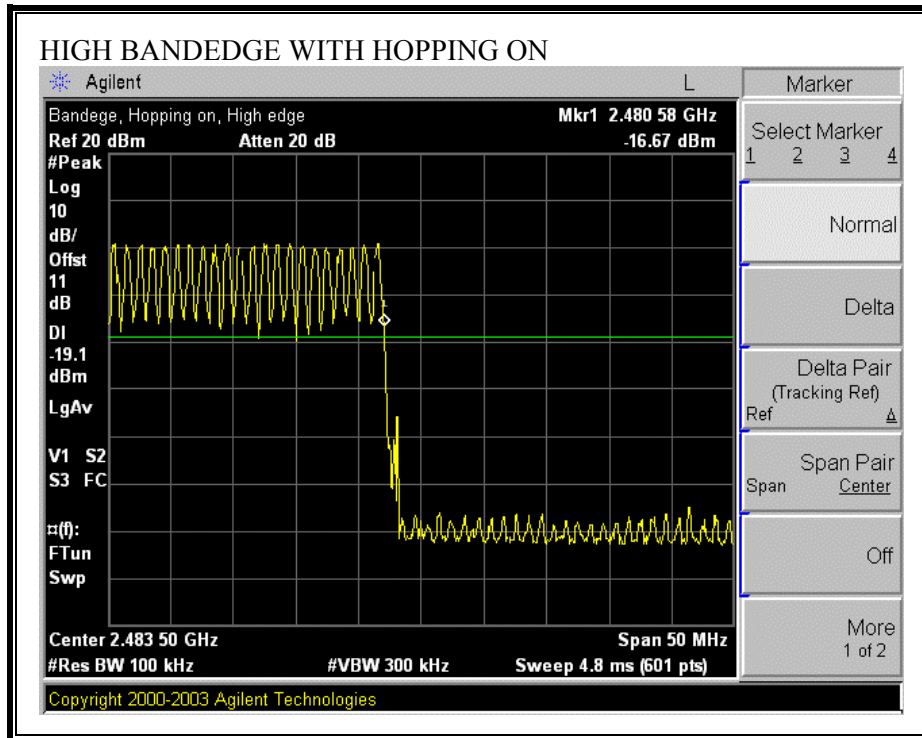 HIGH BANDEDGE WITH HOPPING ON
Agilent L Marker
Bandege, Hopping on, High edge Mkr1 2.480 58 GHz
Ref 20 dBm Atten 20 dB -16.67 dBm
#Peak
Log
10
dB/
Offst
11
dB
DI
-19.1
dBm
LgAv
V1 S2
S3 FC
¤(f):
FTun
Swp
1
Center 2.483 50 GHz Span 50 MHz
#Res BW 100 kHz #VBW 300 kHz Sweep 4.8 ms (601 pts)
Copyright 2000-2003 Agilent Technologies
Select Marker
1 2 3 4
Normal
Delta
Delta Pair
(Tracking Ref)
Ref Δ
Span Pair
Span Center
Off
More
1 of 2